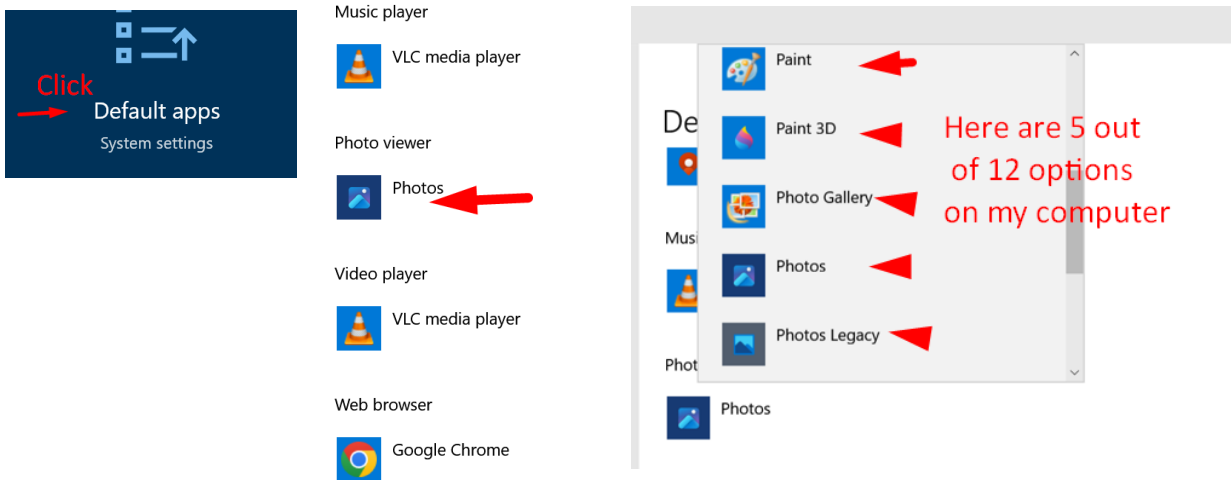 Click
Default apps
System settings
Music player
VLC media player
Photo viewer
Photos
Video player
VLC media player
Web browser
Google Chrome
Paint
De
Paint 3D
Here are 5 out
of 12 options
on my computer
Photo Gallery
Musi
Photos
Photos Legacy
Phot
Photos